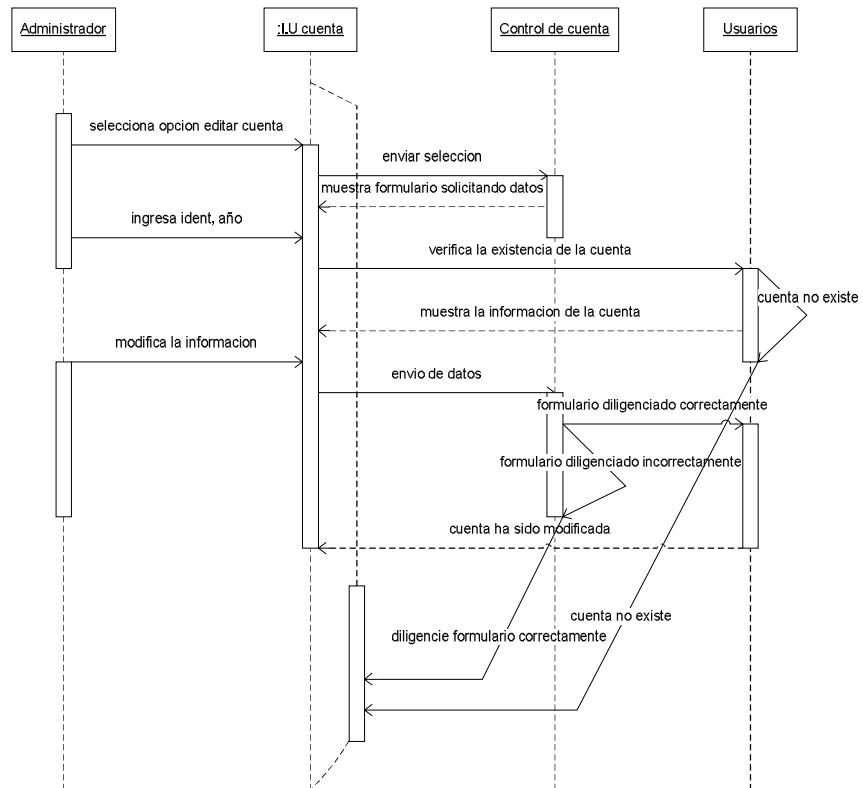 Administrador
:I.U cuenta
Control de cuenta
Usuarios
selecciona opcion editar cuenta
enviar seleccion
muestra formulario solicitando datos
ingresa ident, año
verifica la existencia de la cuenta
cuenta no existe
muestra la informacion de la cuenta
modifica la informacion
envio de datos
formulario diligenciado correctamente
formulario diligenciado incorrectamente
cuenta ha sido modificada
cuenta no existe
diligencie formulario correctamente